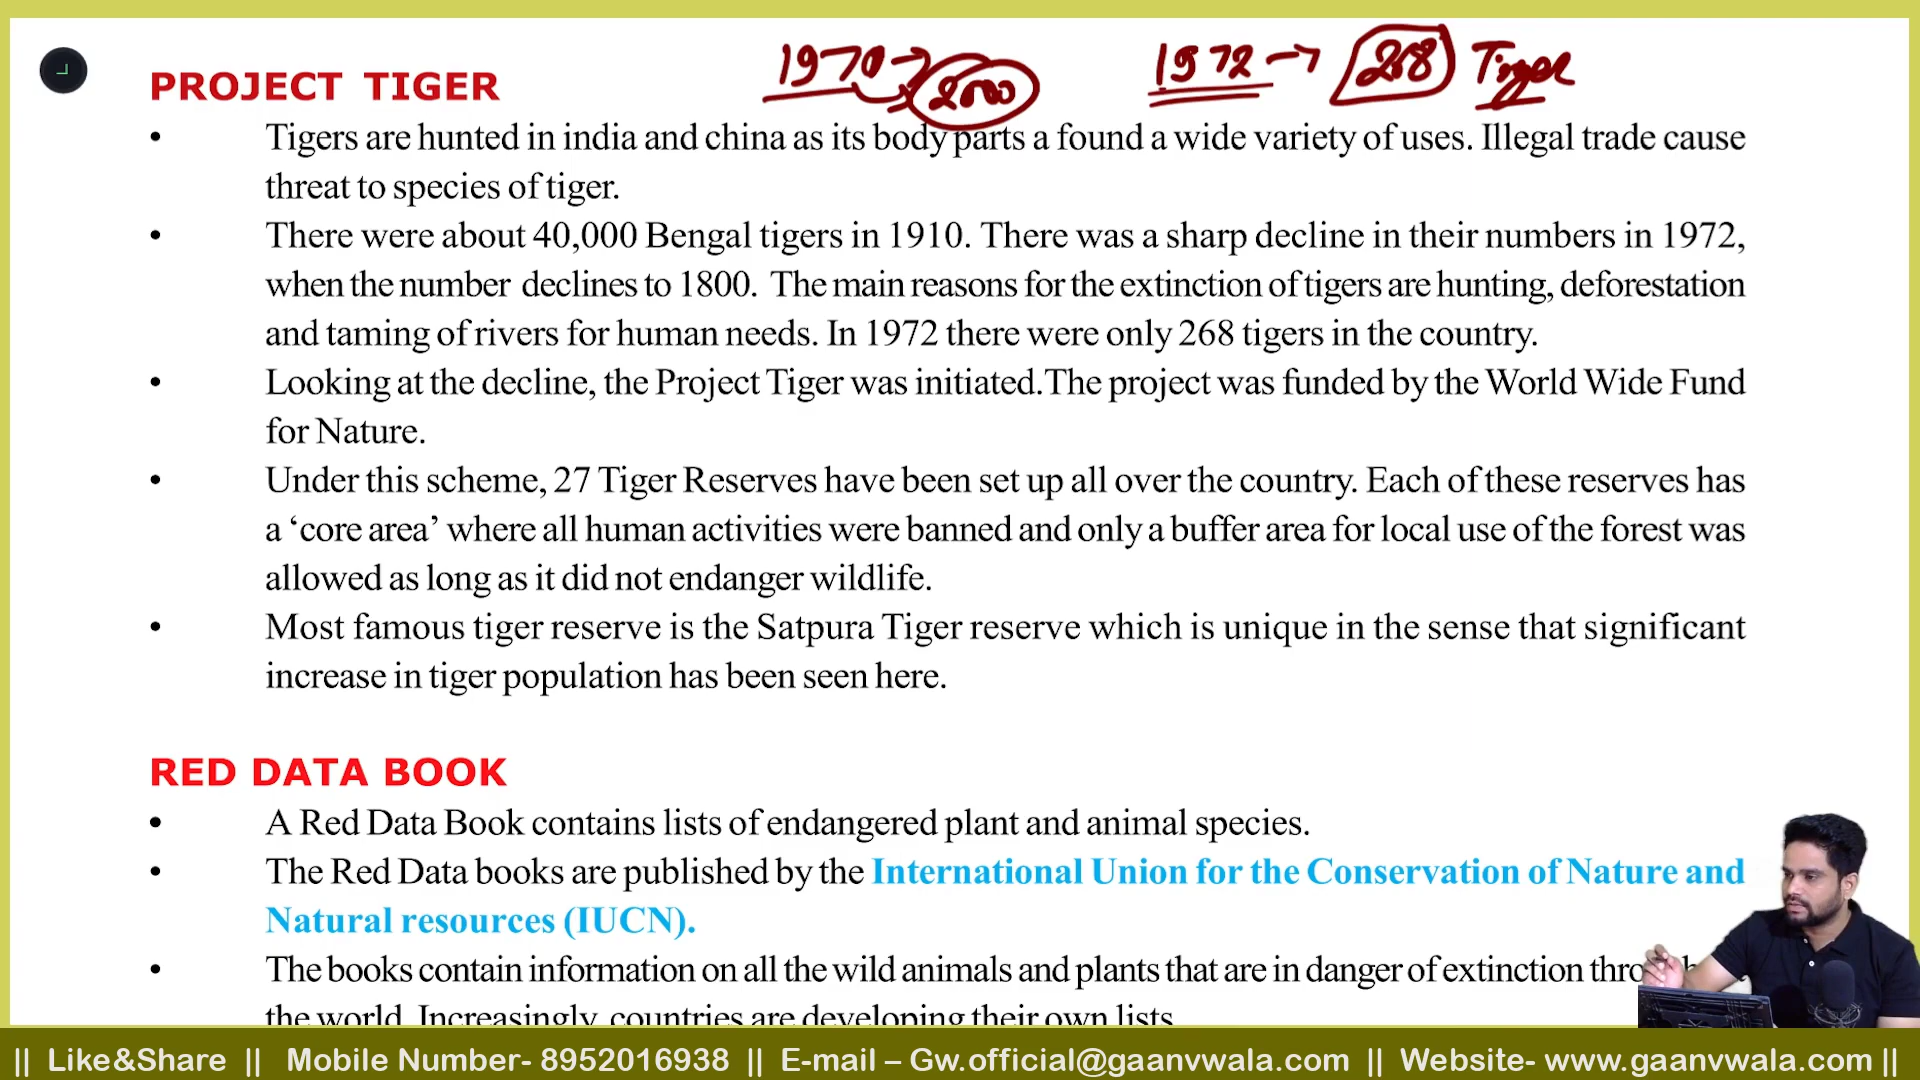 1970 → 2000 1972 → 268 Tiger
PROJECT TIGER
• Tigers are hunted in india and china as its body parts a found a wide variety of uses. Illegal trade cause
threat to species of tiger.
• There were about 40,000 Bengal tigers in 1910. There was a sharp decline in their numbers in 1972,
when the number declines to 1800. The main reasons for the extinction of tigers are hunting, deforestation
and taming of rivers for human needs. In 1972 there were only 268 tigers in the country.
• Looking at the decline, the Project Tiger was initiated.The project was funded by the World Wide Fund
for Nature.
• Under this scheme, 27 Tiger Reserves have been set up all over the country. Each of these reserves has
a ‘core area’ where all human activities were banned and only a buffer area for local use of the forest was
allowed as long as it did not endanger wildlife.
• Most famous tiger reserve is the Satpura Tiger reserve which is unique in the sense that significant
increase in tiger population has been seen here.
RED DATA BOOK
• A Red Data Book contains lists of endangered plant and animal species.
• The Red Data books are published by the International Union for the Conservation of Nature and
Natural resources (IUCN).
• The books contain information on all the wild animals and plants that are in danger of extinction
the world. Increasingly, countries are developing their own lists.
|| Like&Share || Mobile Number- 8952016938 || E-mail – Gw.official@gaanvwala.com || Website- www.gaanvwala.com ||